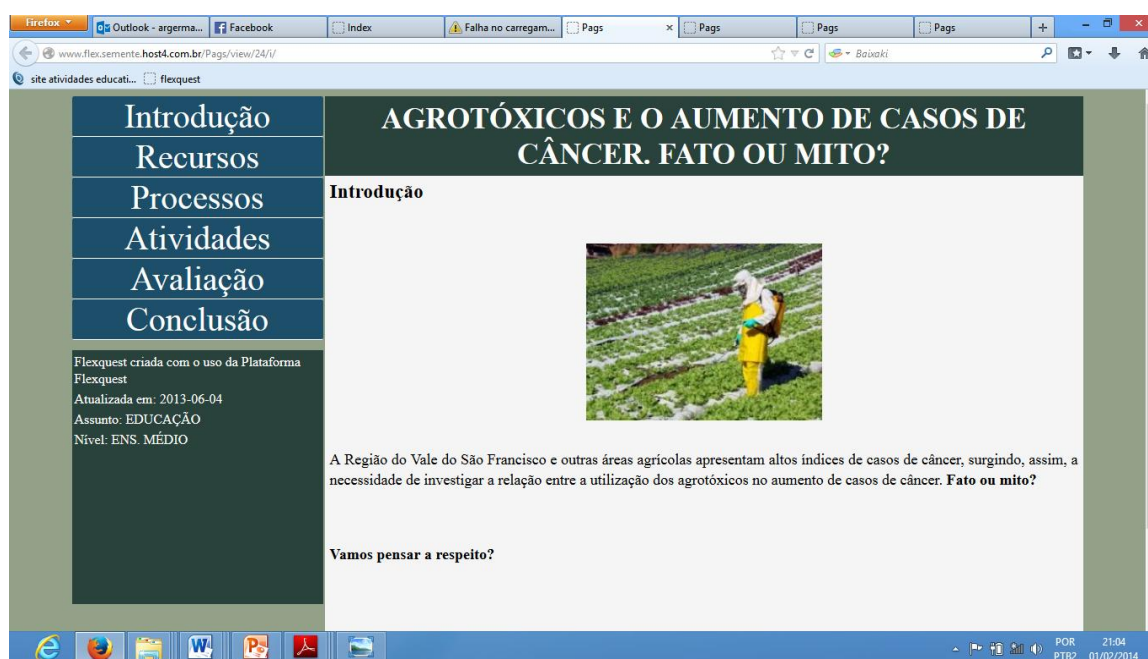 Firefox
Outlook - argerma...
Facebook
Index
Falha no carregam...
Pags
Pags
Pags
Pags
www.flex.semente.host4.com.br/Pags/view/24/i/
Baixaki
site atividades educati...
flexquest
Introdução
Recursos
Processos
Atividades
Avaliação
Conclusão
Flexquest criada com o uso da Plataforma
Flexquest
Atualizada em: 2013-06-04
Assunto: EDUCAÇÃO
Nivel: ENS. MÉDIO
AGROTÓXICOS E O AUMENTO DE CASOS DE
CÂNCER. FATO OU MITO?
Introdução
A Região do Vale do São Francisco e outras áreas agrícolas apresentam altos índices de casos de câncer, surgindo, assim, a
necessidade de investigar a relação entre a utilização dos agrotóxicos no aumento de casos de câncer. Fato ou mito?
Vamos pensar a respeito?
POR
PTB2
21:04
01/02/2014